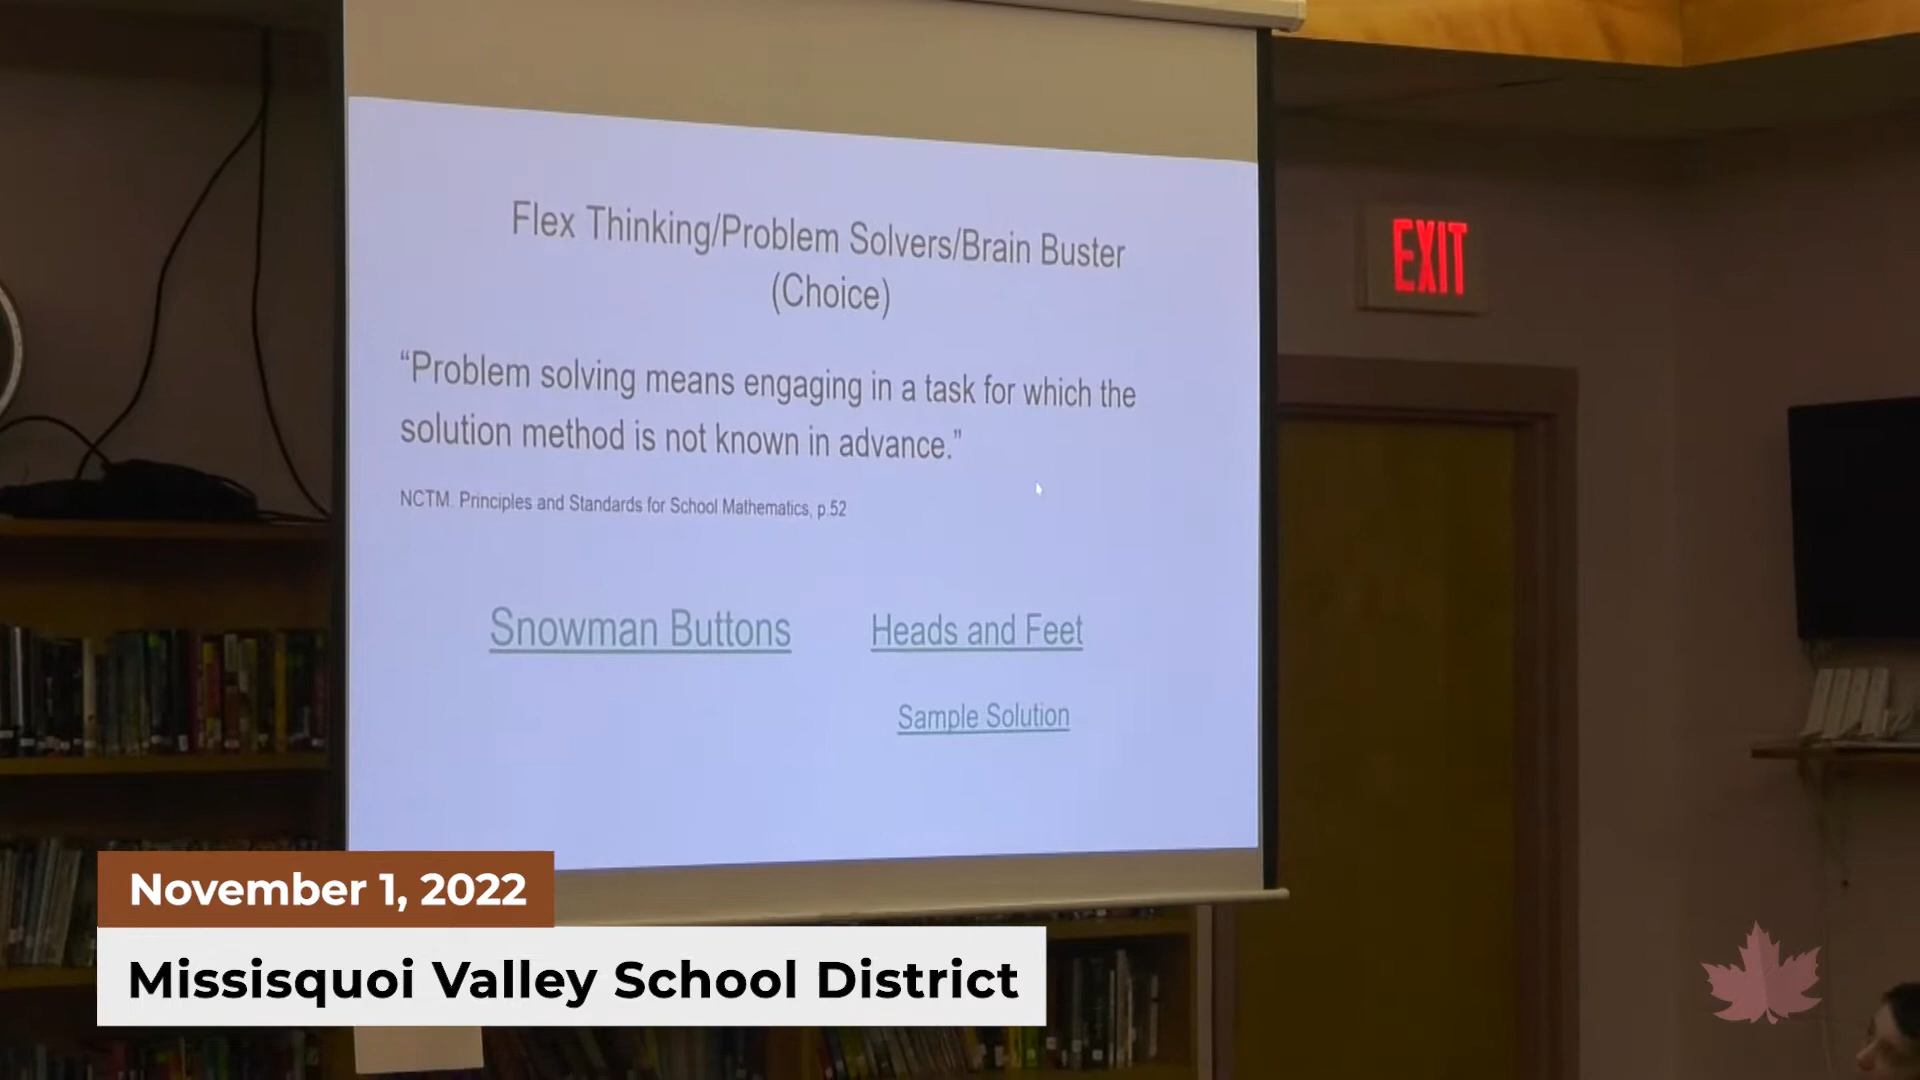 Flex Thinking/Problem Solvers/Brain Buster
(Choice)
“Problem solving means engaging in a task for which the
solution method is not known in advance.”
NCTM. Principles and Standards for School Mathematics, p.52
Snowman Buttons
Heads and Feet
Sample Solution
EXIT
November 1, 2022
Missisquoi Valley School District